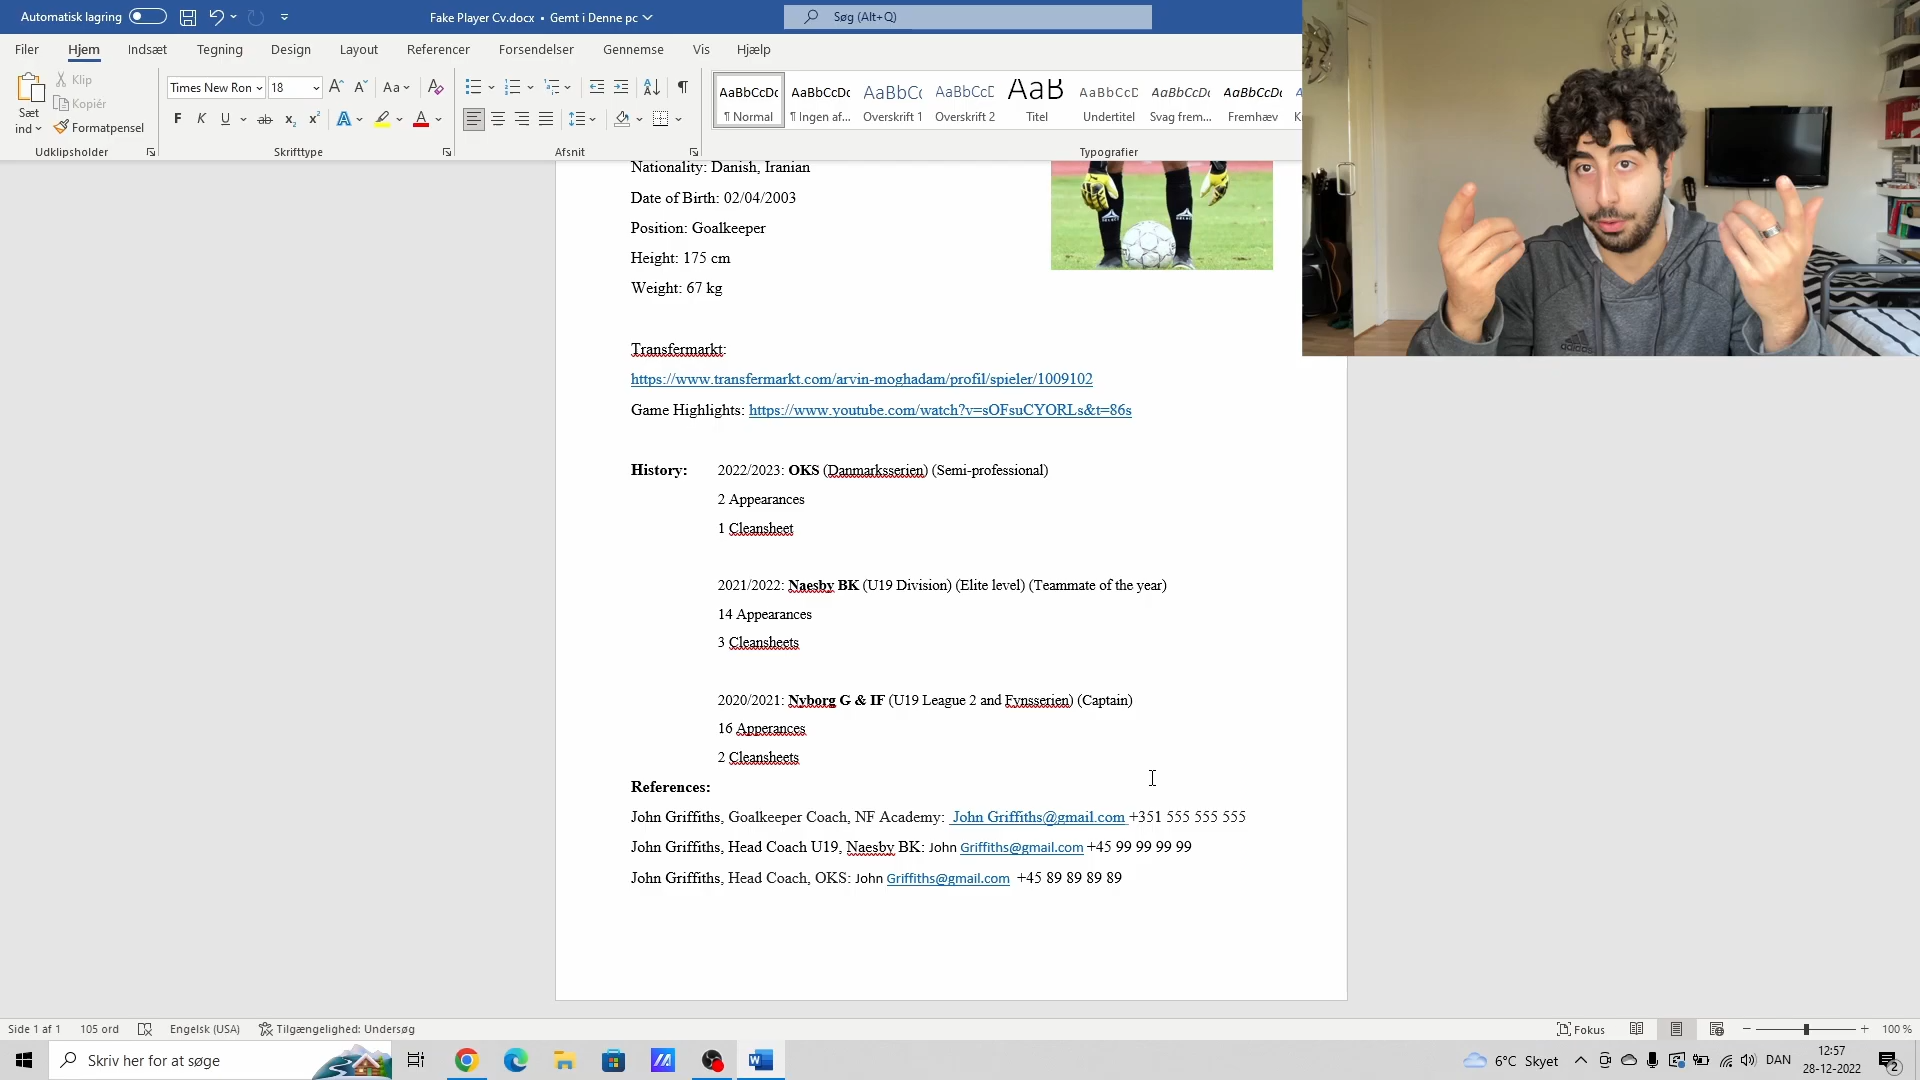 Automatisk lagring
Fake Player Cv.docx • Gemt i Denne pc
Søg (Alt+Q)
Filer Hjem Indsæt Tegning Design Layout Referencer Forsendelser Gennemse Vis Hjælp
Sæt ind
Klip
Kopiér
Formatpensel
Udklipsholder
Times New Ron 18
Aa
F K U ab x₂ x²
Skrifttype
Afsnit
AaBbCcDc AaBbCcDc AaBbCc AaBbCcD AaB AaBbCcD AaBbCcDc AaBbCcDc
¶ Normal ¶ Ingen af... Overskrift 1 Overskrift 2 Titel Undertitel Svag frem... Fremhæv
Typografier
Nationality: Danish, Iranian
Date of Birth: 02/04/2003
Position: Goalkeeper
Height: 175 cm
Weight: 67 kg
Transfermarkt:
https://www.transfermarkt.com/arvin-moghadam/profil/spieler/1009102
Game Highlights: https://www.youtube.com/watch?v=sOFsuCYORLs&t=86s
History: 2022/2023: OKS (Danmarksserien) (Semi-professional)
2 Appearances
1 Cleansheet
2021/2022: Naesby BK (U19 Division) (Elite level) (Teammate of the year)
14 Appearances
3 Cleansheets
2020/2021: Nyborg G & IF (U19 League 2 and Fynsserien) (Captain)
16 Apperances
2 Cleansheets
References:
John Griffiths, Goalkeeper Coach, NF Academy: John Griffiths@gmail.com +351 555 555 555
John Griffiths, Head Coach U19, Naesby BK: John Griffiths@gmail.com +45 99 99 99 99
John Griffiths, Head Coach, OKS: John Griffiths@gmail.com +45 89 89 89 89
Side 1 af 1 105 ord Engelsk (USA) Tilgængelighed: Undersøg
Fokus
100 %
Skriv her for at søge
6°C Skyet
DAN
12:57
28-12-2022
2